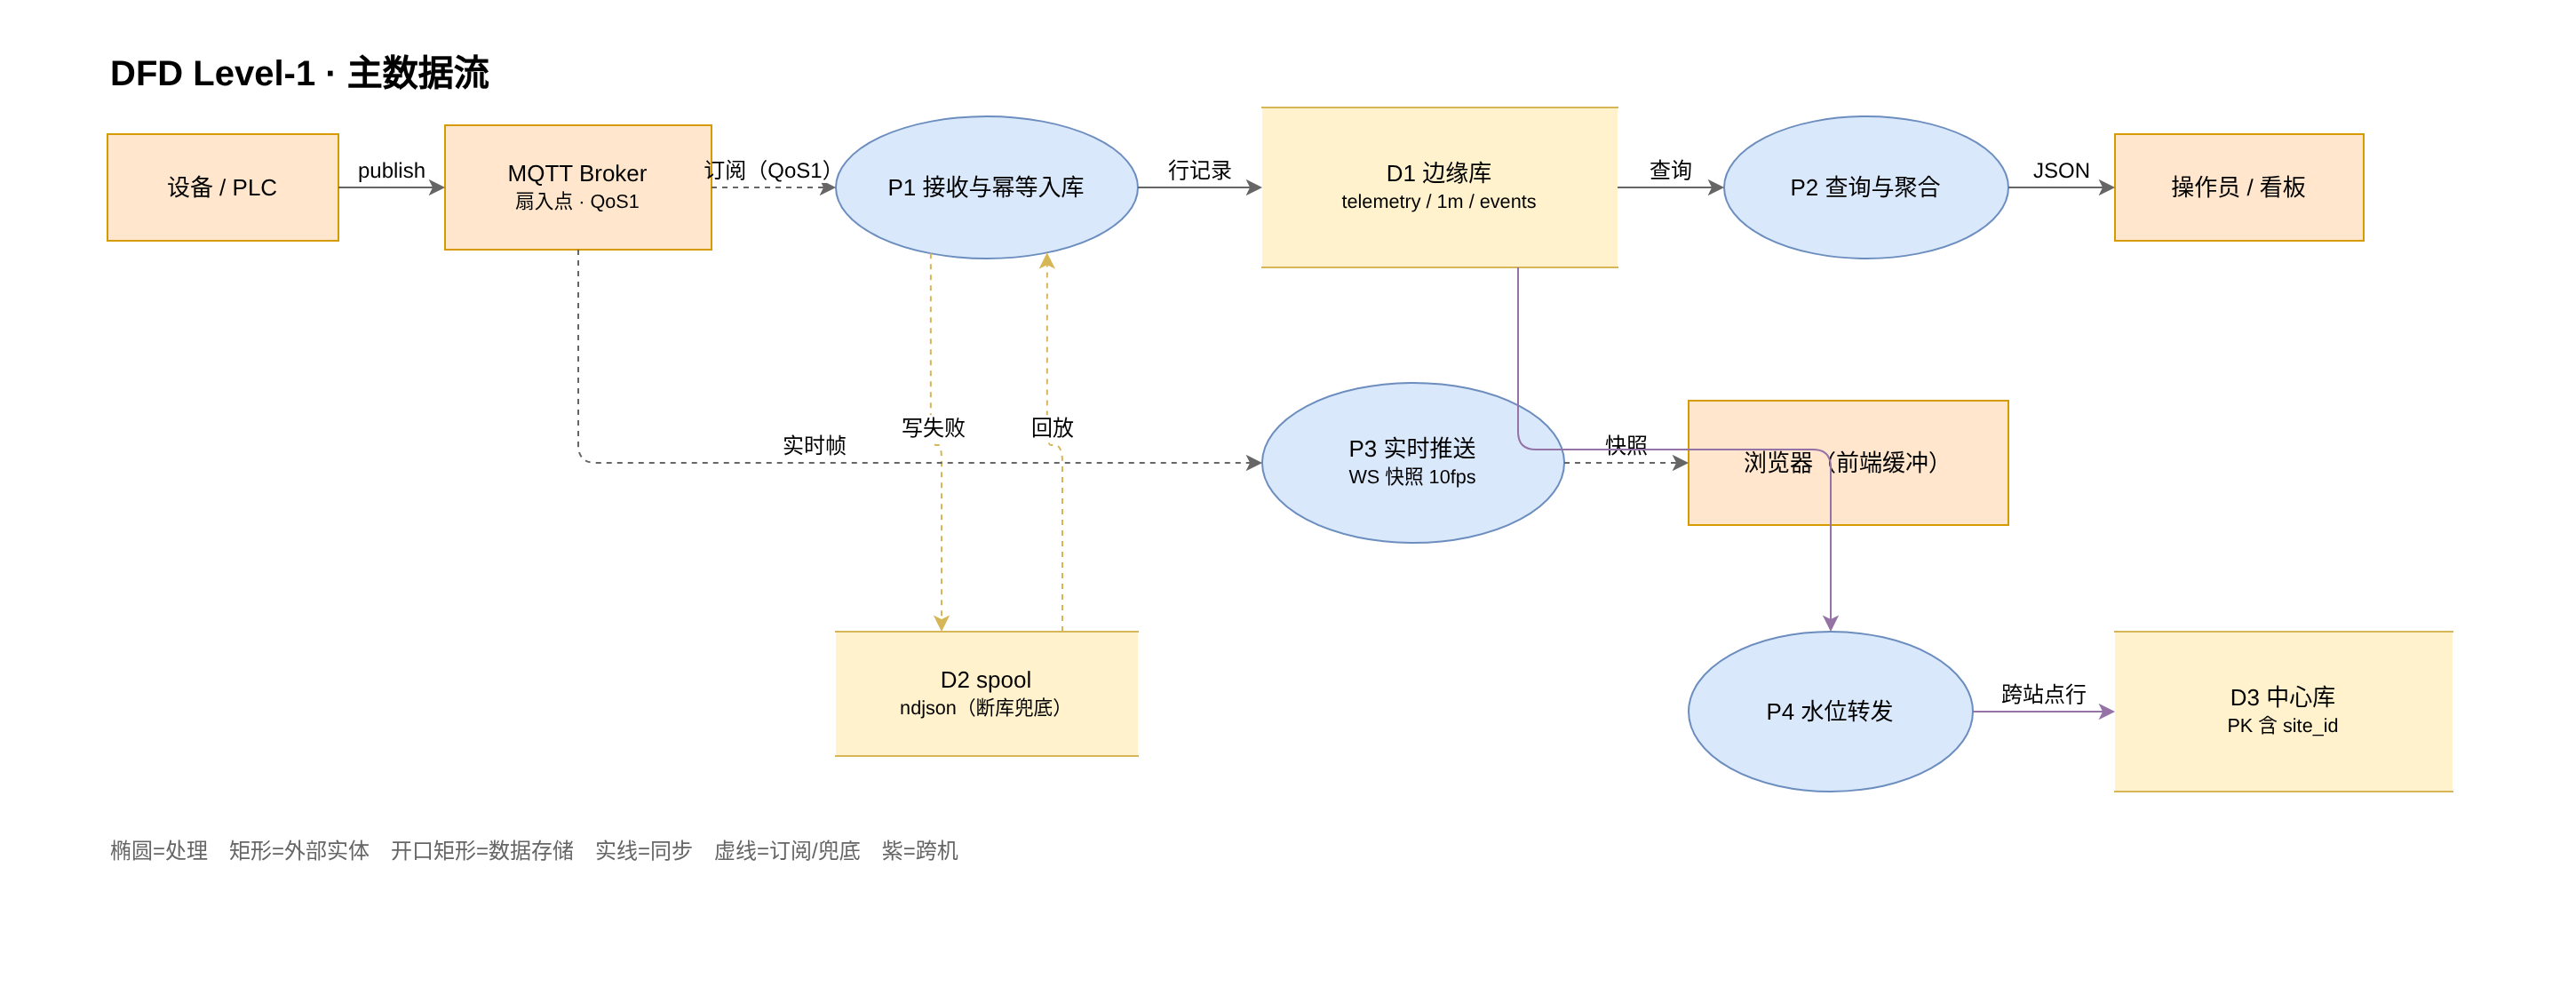 DFD Level-1 · 主数据流
设备 / PLC
publish
MQTT Broker
扇入点 · QoS1
订阅（QoS1）
P1 接收与幂等入库
行记录
D1 边缘库
telemetry / 1m / events
查询
P2 查询与聚合
JSON
操作员 / 看板
写失败
回放
实时帧
P3 实时推送
WS 快照 10fps
快照
浏览器（前端缓冲）
D2 spool
ndjson（断库兜底）
P4 水位转发
跨站点行
D3 中心库
PK 含 site_id
椭圆=处理 矩形=外部实体 开口矩形=数据存储 实线=同步 虚线=订阅/兜底 紫=跨机